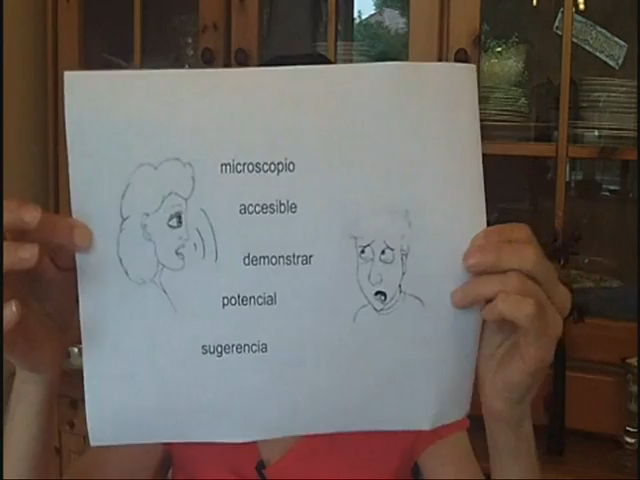 microscopio
accesible
demonstrar
potencial
sugerencia